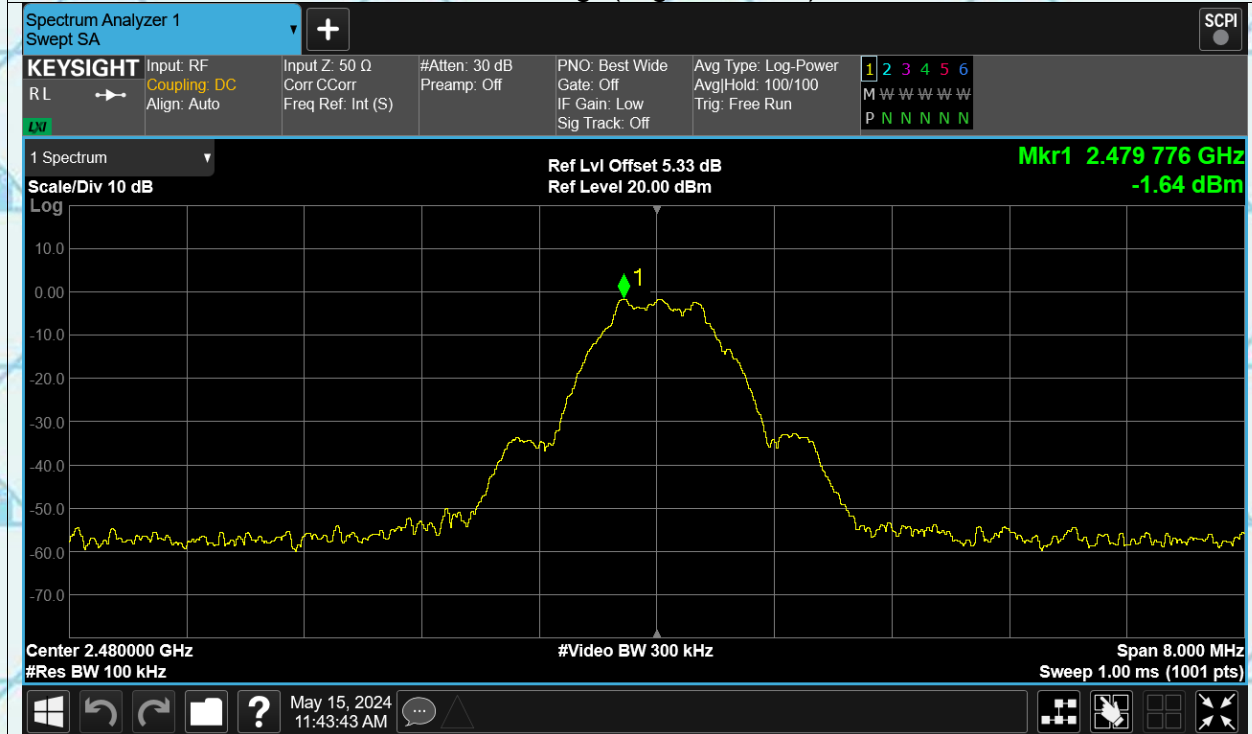 Spectrum Analyzer 1
Swept SA
+
SCPI
KEYSIGHT
RL
LXI
Input: RF
Coupling: DC
Align: Auto
Input Z: 50 Ω
Corr CCorr
Freq Ref: Int (S)
#Atten: 30 dB
Preamp: Off
PNO: Best Wide
Gate: Off
IF Gain: Low
Sig Track: Off
Avg Type: Log-Power
Avg|Hold: 100/100
Trig: Free Run
1 2 3 4 5 6
M W W W W W
P N N N N N
1 Spectrum
Scale/Div 10 dB
Log
Ref Lvl Offset 5.33 dB
Ref Level 20.00 dBm
Mkr1 2.479 776 GHz
-1.64 dBm
1
10.0
0.00
-10.0
-20.0
-30.0
-40.0
-50.0
-60.0
-70.0
Center 2.480000 GHz
#Res BW 100 kHz
#Video BW 300 kHz
Span 8.000 MHz
Sweep 1.00 ms (1001 pts)
?
May 15, 2024
11:43:43 AM